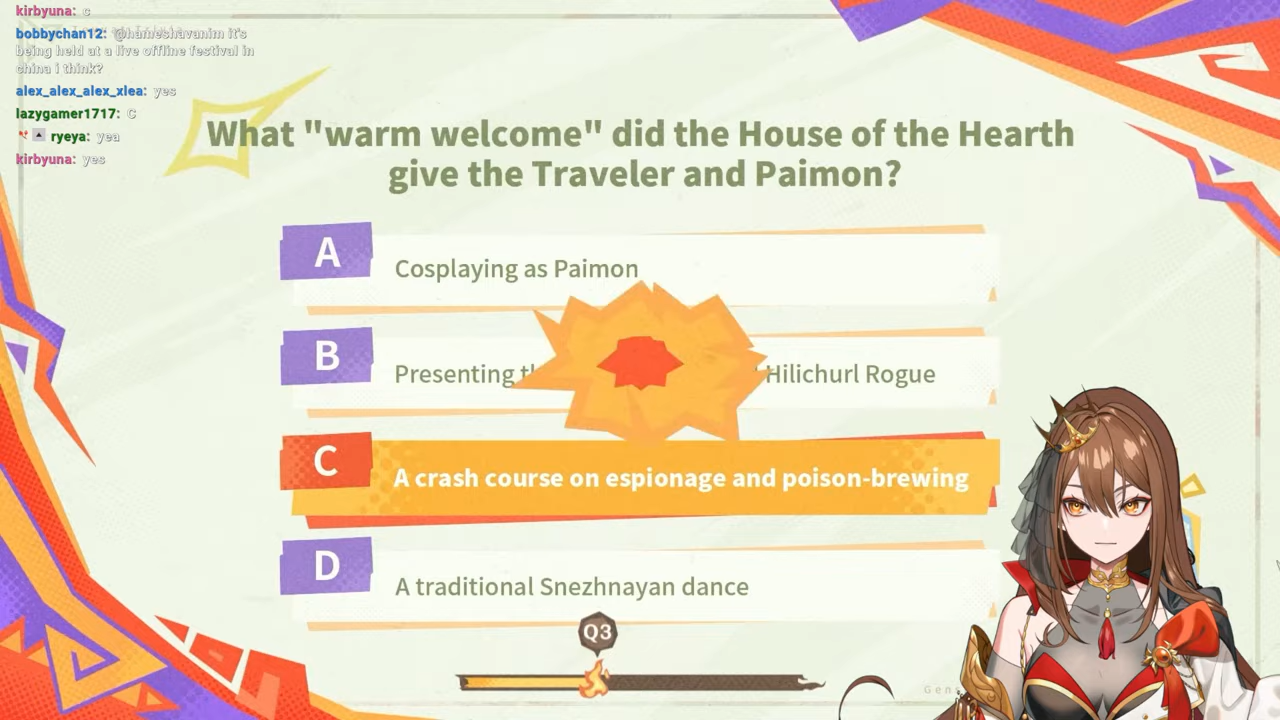 kirbyuna: c
bobbychan12: @hameshavanim it's
being held at a live offline festival in
china i think?
alex_alex_alex_xlea: yes
lazygamer1717: C
ryeya: yea
kirbyuna: yes
What "warm welcome" did the House of the Hearth
give the Traveler and Paimon?
A
Cosplaying as Paimon
B
Presenting Hilichurl Rogue
C
A crash course on espionage and poison-brewing
D
A traditional Snezhnayan dance
Q3